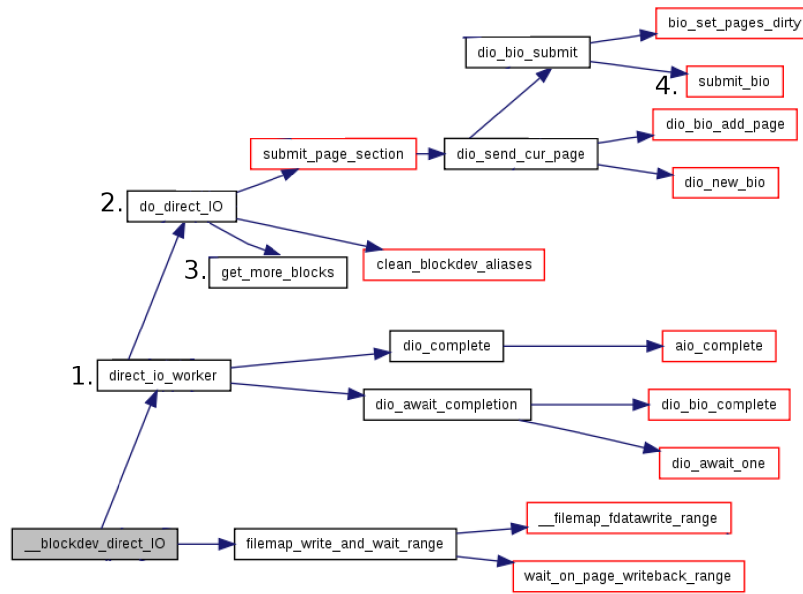 bio_set_pages_dirty
dio_bio_submit
4. submit_bio
dio_bio_add_page
submit_page_section
dio_send_cur_page
dio_new_bio
2. do_direct_IO
clean_blockdev_aliases
3. get_more_blocks
dio_complete
aio_complete
1. direct_io_worker
dio_await_completion
dio_bio_complete
dio_await_one
__filemap_fdatawrite_range
__blockdev_direct_IO
filemap_write_and_wait_range
wait_on_page_writeback_range